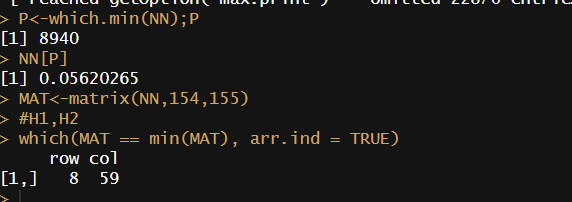 [ reached getOption("max.print") -- omitted 22870 entries
> P<-which.min(NN);P
[1] 8940
> NN[P]
[1] 0.05620265
> MAT<-matrix(NN,154,155)
> #H1,H2
> which(MAT == min(MAT), arr.ind = TRUE)
     row col
[1,]   8  59
>